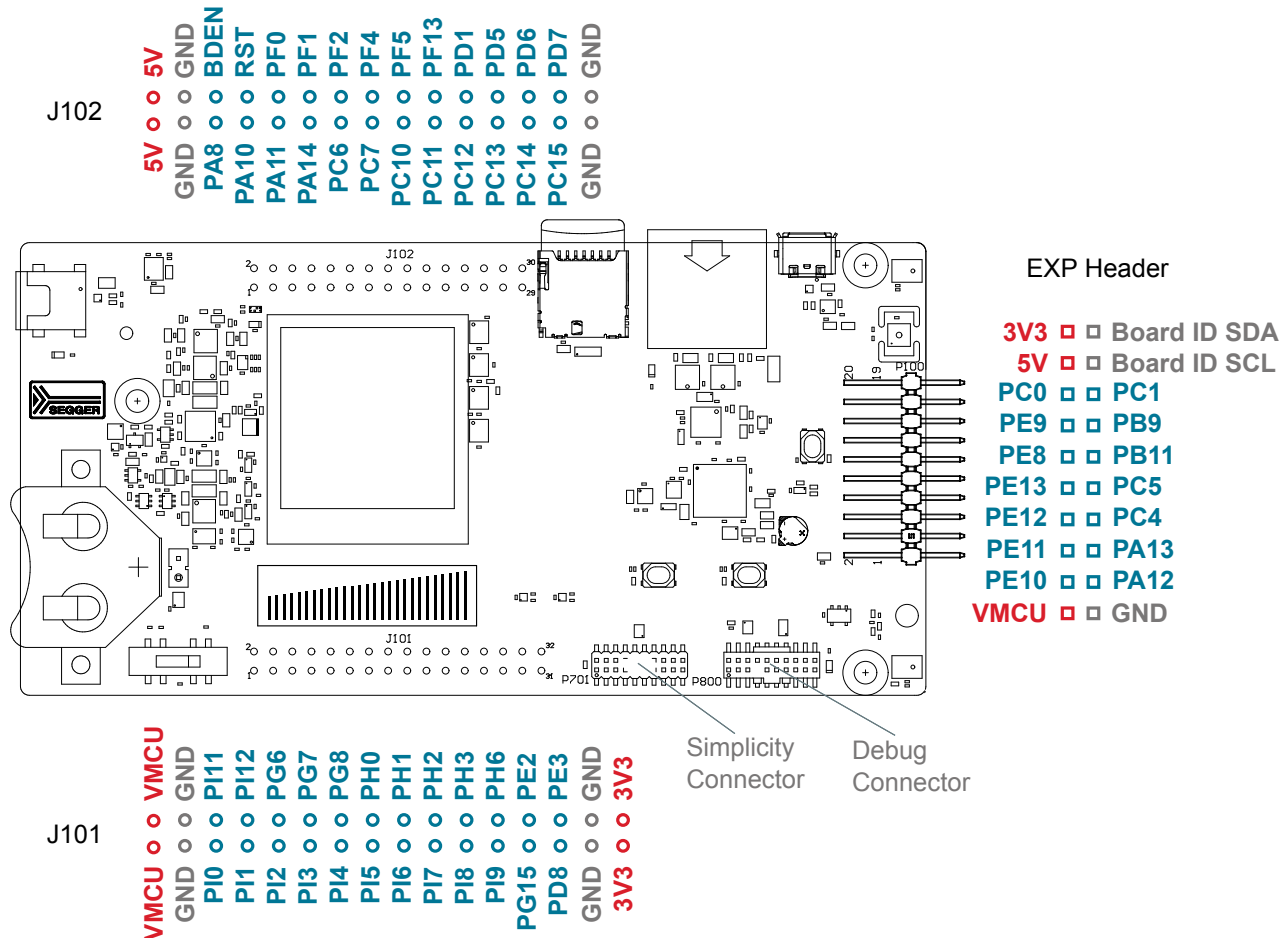 J102
5V GND BDEN RST PF0 PF1 PF2 PF4 PF5 PF13 PD1 PD5 PD6 PD7 GND
5V GND PA8 PA10 PA11 PA14 PC6 PC7 PC10 PC11 PC12 PC13 PC14 PC15 GND
J102
2 30
1 29
SEGGER
EXP Header
3V3 Board ID SDA
5V Board ID SCL
PC0 PC1
PE9 PB9
PE8 PB11
PE13 PC5
PE12 PC4
PE11 PA13
PE10 PA12
VMCU GND
P100
20 19
2 1
J101
2 32
1 31
P701 P800
Simplicity
Connector
Debug
Connector
J101
VMCU GND PI11 PI12 PG6 PG7 PG8 PH0 PH1 PH2 PH3 PH6 PE2 PE3 GND 3V3
VMCU GND PI0 PI1 PI2 PI3 PI4 PI5 PI6 PI7 PI8 PI9 PG15 PD8 GND 3V3